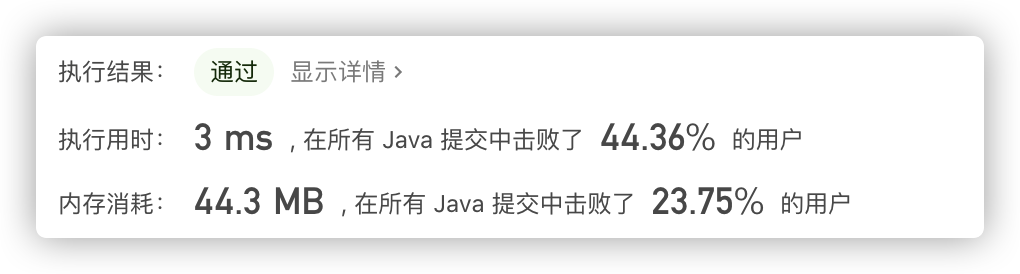 执行结果： 通过 显示详情 >
执行用时： 3 ms , 在所有 Java 提交中击败了 44.36% 的用户
内存消耗： 44.3 MB , 在所有 Java 提交中击败了 23.75% 的用户